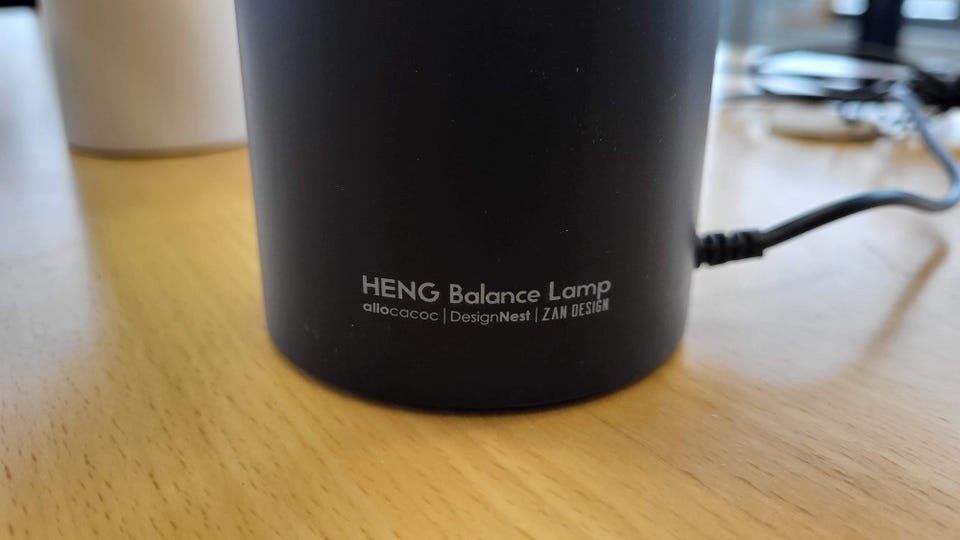 HENG Balance Lamp
allocacoc | DesignNest | ZAN DESIGN